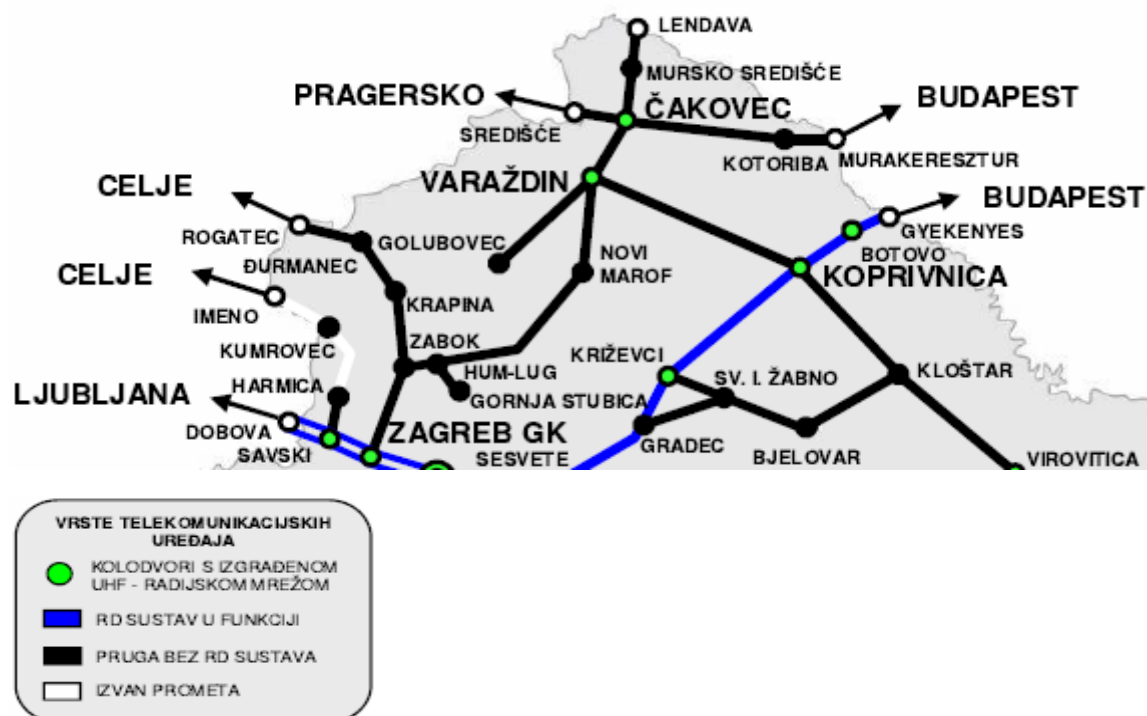 LENDAVA
MURSKO SREDIŠĆE
PRAGERSKO
ČAKOVEC
BUDAPEST
SREDIŠĆE
KOTORIBA
MURAKERESZTUR
VARAŽDIN
CELJE
BUDAPEST
ROGATEC
GOLUBOVEC
GYEKENYES
ĐURMANEC
NOVI
MAROF
BOTOVO
CELJE
KOPRIVNICA
KRAPINA
IMENO
ZABOK
KUMROVEC
KRIŽEVCI
HUM-LUG
SV. I. ŽABNO
KLOŠTAR
HARMICA
GORNJA STUBICA
LJUBLJANA
DOBOVA
ZAGREB GK
GRADEC
SAVSKI
SESVETE
BJELOVAR
VIROVITICA
VRSTE TELEKOMUNIKACIJSKIH
UREĐAJA
KOLODVORI S IZGRAĐENOM
UHF - RADIJSKOM MREŽOM
RD SUSTAV U FUNKCIJI
PRUGA BEZ RD SUSTAVA
IZVAN PROMETA